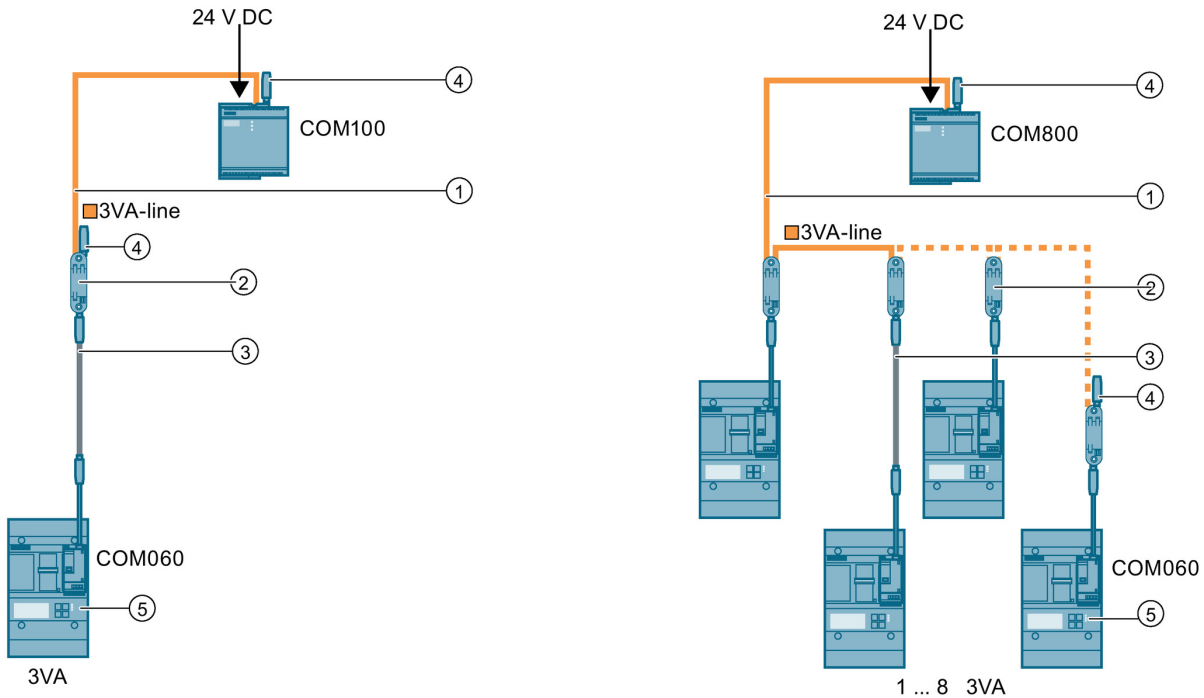 24 V DC
④
COM100
①
3VA-line
④
②
③
COM060
⑤
3VA
24 V DC
④
COM800
①
3VA-line
②
③
④
COM060
⑤
1 ... 8 3VA